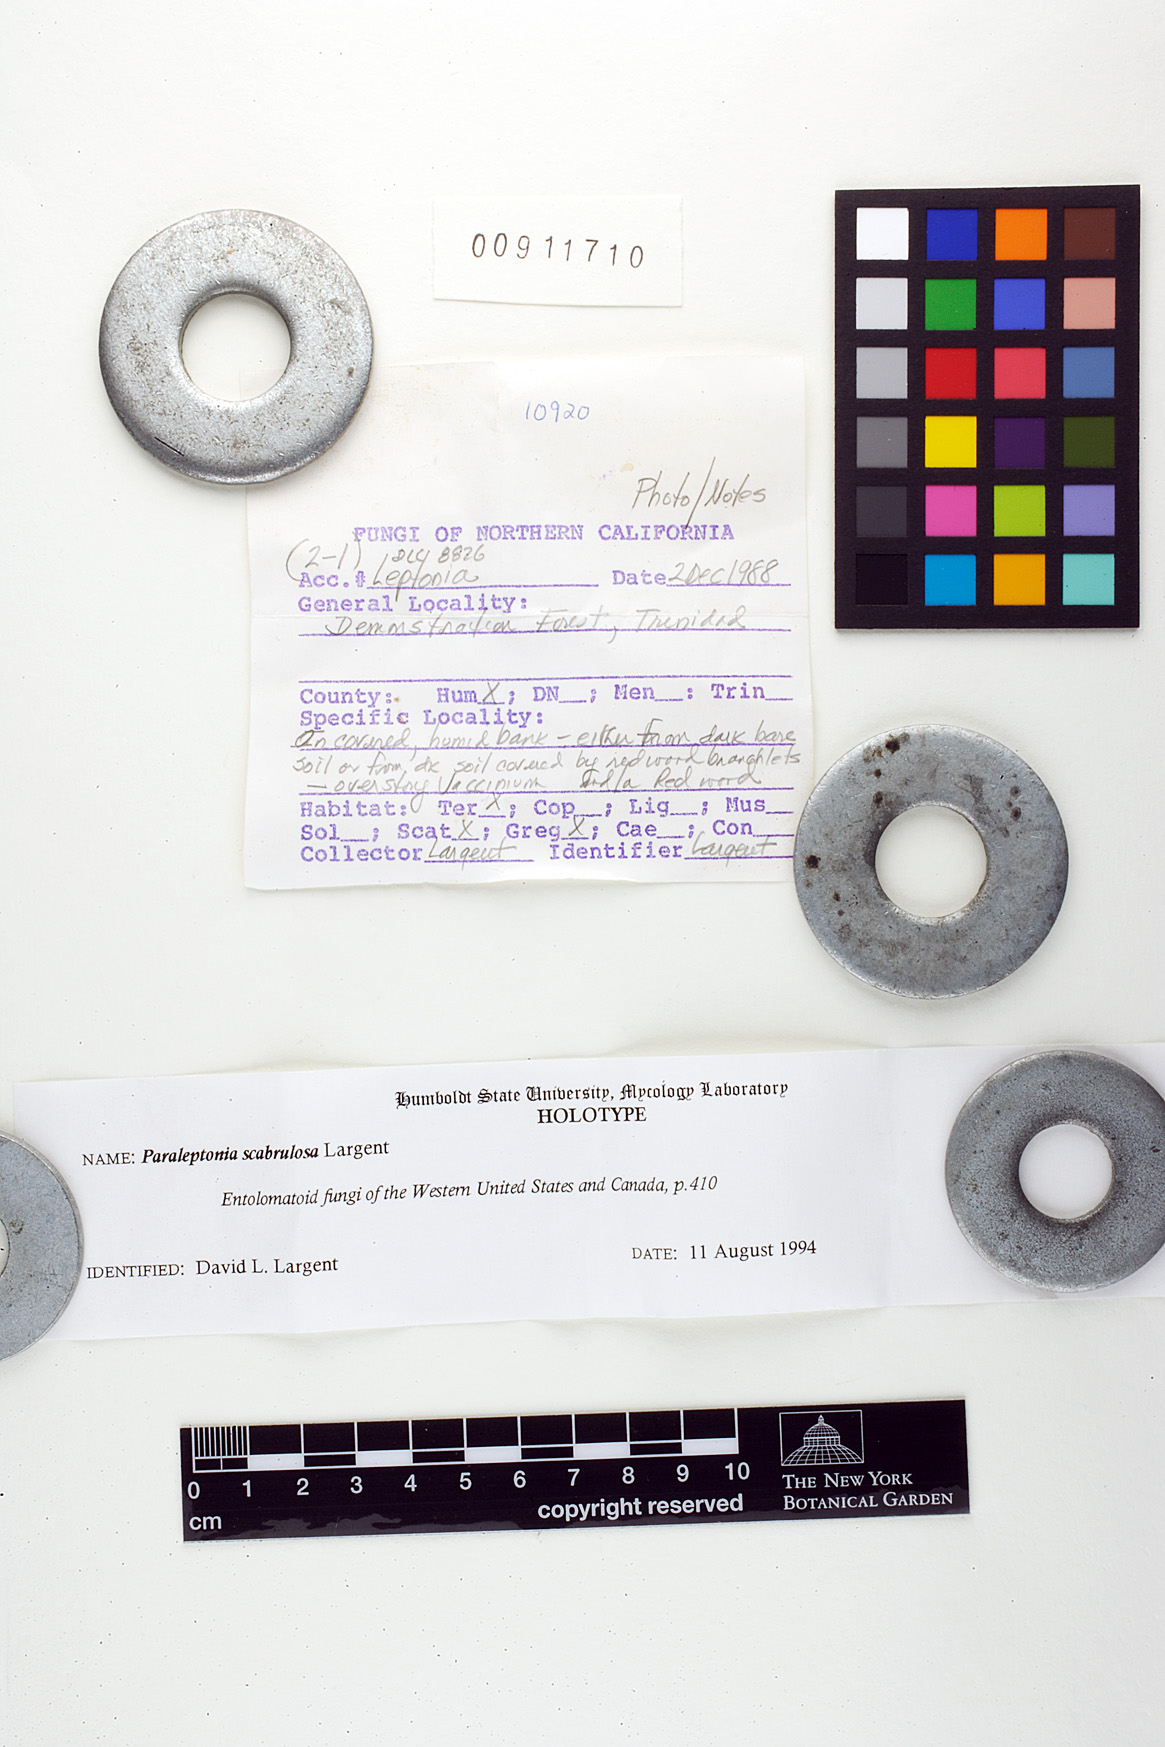 00911710
10920
Photo/Notes
FUNGI OF NORTHERN CALIFORNIA
(2-1) DLL 8826
Acc.# Leptonia Date 2 Dec 1988
General Locality:
Demonstration Forest, Trinidad
County: Hum X; DN__; Men__: Trin__
Specific Locality:
On covered, humid bank - either from dark bare
soil or from dk soil covered by redwood branchlets
- overstory Vaccinium and/a Redwood
Habitat: Ter X; Cop__; Lig__; Mus__
Sol__; Scat X; Greg X; Cae__; Con__
Collector Largent Identifier Largent
Humboldt State University, Mycology Laboratory
HOLOTYPE
NAME: Paraleptonia scabrulosa Largent
Entolomatoid fungi of the Western United States and Canada, p.410
IDENTIFIED: David L. Largent DATE: 11 August 1994
0 1 2 3 4 5 6 7 8 9 10
cm copyright reserved
THE NEW YORK
BOTANICAL GARDEN